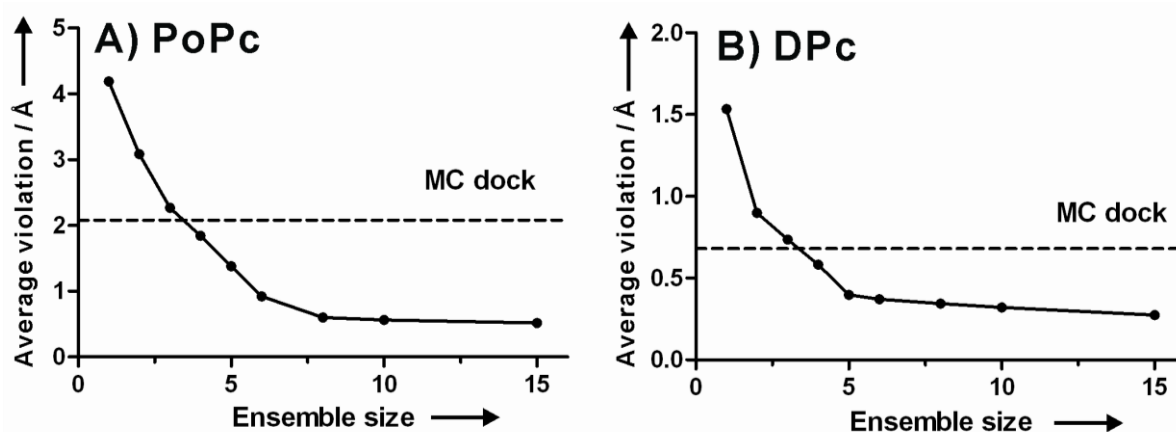 A) PoPc
Average violation / Å
5
4
3
2
1
0
MC dock
0
5
10
15
Ensemble size
B) DPc
Average violation / Å
2.0
1.5
1.0
0.5
0.0
MC dock
0
5
10
15
Ensemble size